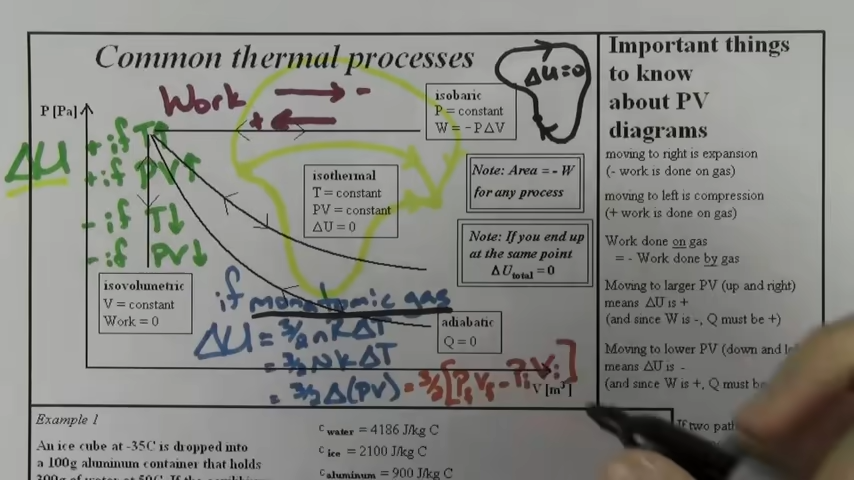 Common thermal processes
P [Pa]
Work → -
+ ←
isobaric
P = constant
W = - PΔV
ΔU=0
ΔU
+ if T↑
+ if PV↑
- if T↓
- if PV↓
isothermal
T = constant
PV = constant
ΔU = 0
Note: Area = - W
for any process
Note: If you end up
at the same point
ΔU total = 0
isovolumetric
V = constant
Work = 0
if monatomic gas
ΔU = 3/2 nRΔT
= 3/2 NkΔT
= 3/2 Δ(PV) = 3/2 [PfVf - PiVi]
adiabatic
Q = 0
V [m³]
Important things
to know
about PV
diagrams
moving to right is expansion
(- work is done on gas)
moving to left is compression
(+ work is done on gas)
Work done on gas
= - Work done by gas
Moving to larger PV (up and right)
means ΔU is +
(and since W is -, Q must be +)
Moving to lower PV (down and
means ΔU is -
(and since W is +, Q must be
If two
Example 1
An ice cube at -35C is dropped into
a 100g aluminum container that holds
300g of water at 50C. If the
c water = 4186 J/kg C
c ice = 2100 J/kg C
c aluminum = 900 J/kg C